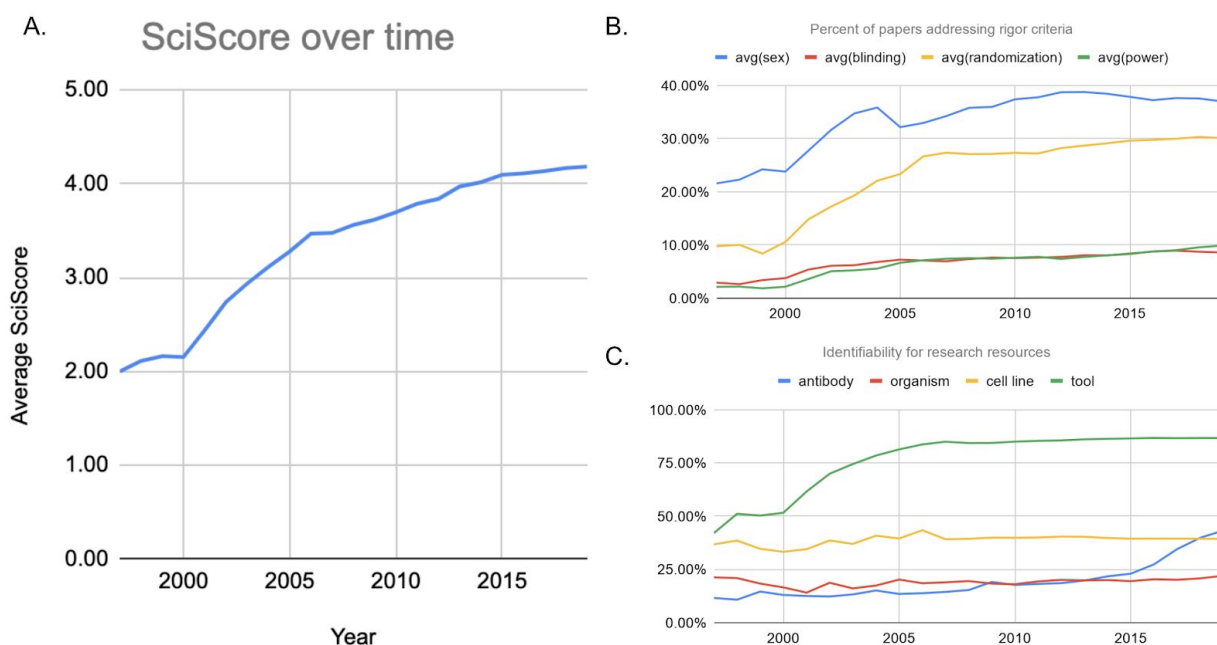 A.
SciScore over time
5.00
4.00
3.00
2.00
1.00
0.00
Average SciScore
2000 2005 2010 2015
Year
B.
Percent of papers addressing rigor criteria
avg(sex) avg(blinding) avg(randomization) avg(power)
40.00%
30.00%
20.00%
10.00%
0.00%
2000 2005 2010 2015
C.
Identifiability for research resources
antibody organism cell line tool
100.00%
75.00%
50.00%
25.00%
0.00%
2000 2005 2010 2015